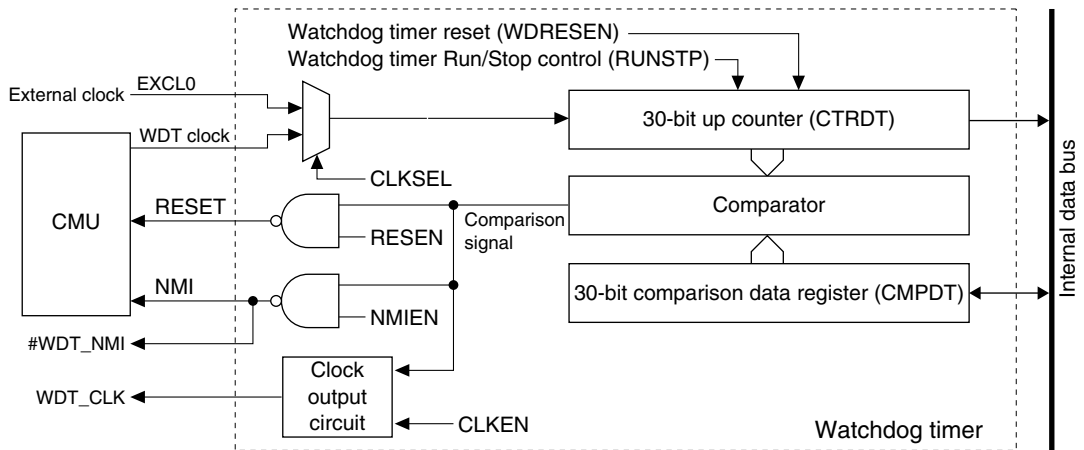 Watchdog timer reset (WDRESEN)
Watchdog timer Run/Stop control (RUNSTP)
External clock
EXCL0
WDT clock
30-bit up counter (CTRDT)
CLKSEL
CMU
RESET
RESEN
Comparison
signal
Comparator
NMI
NMIEN
30-bit comparison data register (CMPDT)
#WDT_NMI
WDT_CLK
Clock
output
circuit
CLKEN
Watchdog timer
Internal data bus